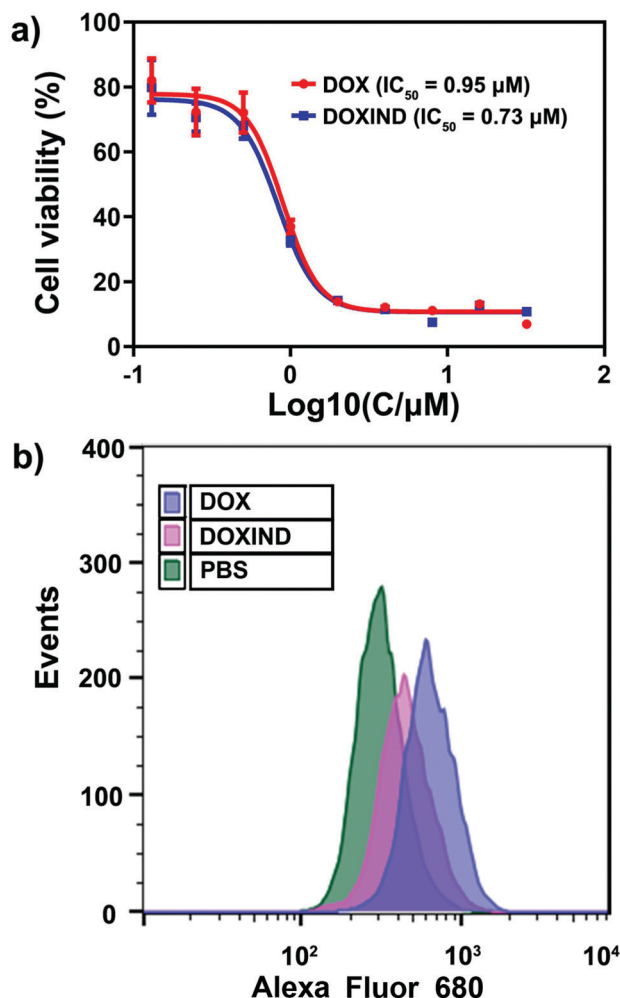 a)
100
80
60
40
20
0
Cell viability (%)
DOX (IC50 = 0.95 µM)
DOXIND (IC50 = 0.73 µM)
-1 0 1 2
Log10(C/µM)
b)
400
300
200
100
0
Events
DOX
DOXIND
PBS
10² 10³ 10⁴
Alexa Fluor 680